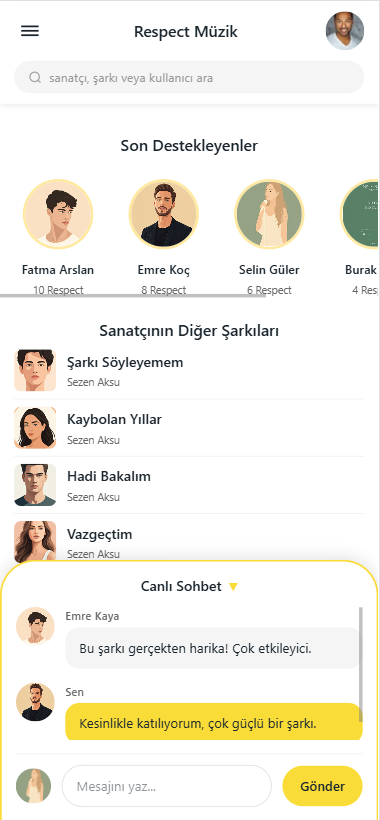 Respect Müzik
sanatçı, şarkı veya kullanıcı ara
Son Destekleyenler
Fatma Arslan
Emre Koç
Selin Güler
Burak
10 Respect
8 Respect
6 Respect
4 Res
Sanatçının Diğer Şarkıları
Şarkı Söyleyemem
Sezen Aksu
Kaybolan Yıllar
Sezen Aksu
Hadi Bakalım
Sezen Aksu
Vazgeçtim
Sezen Aksu
Canlı Sohbet
Emre Kaya
Bu şarkı gerçekten harika! Çok etkileyici.
Sen
Kesinlikle katılıyorum, çok güçlü bir şarkı.
Mesajını yaz...
Gönder